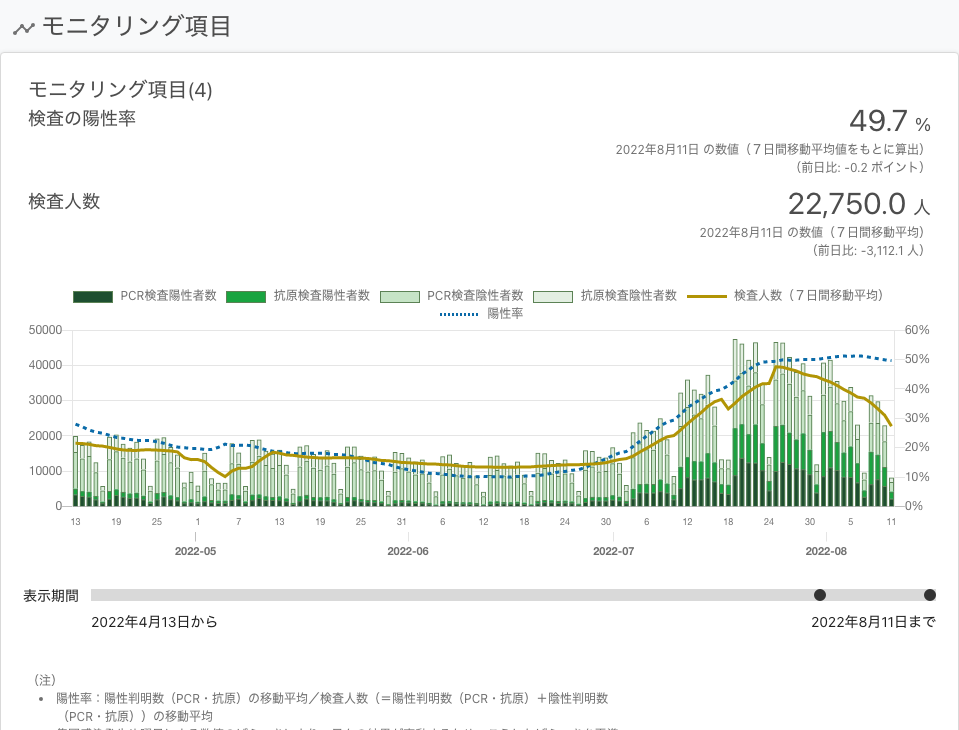 モニタリング項目
モニタリング項目(4)
検査の陽性率
49.7 %
2022年8月11日 の数値（７日間移動平均値をもとに算出）
（前日比: -0.2 ポイント）
検査人数
22,750.0 人
2022年8月11日 の数値（７日間移動平均）
（前日比: -3,112.1 人）
PCR検査陽性者数 抗原検査陽性者数 PCR検査陰性者数 抗原検査陰性者数 検査人数（７日間移動平均）
陽性率
50000 60%
40000 50%
30000 40%
20000 30%
10000 20%
0 10%
0%
13 19 25 1 7 13 19 25 31 6 12 18 24 30 6 12 18 24 30 5 11
2022-05 2022-06 2022-07 2022-08
表示期間
2022年4月13日から 2022年8月11日まで
（注）
• 陽性率：陽性判明数（PCR・抗原）の移動平均／検査人数（＝陽性判明数（PCR・抗原）＋陰性判明数
（PCR・抗原））の移動平均